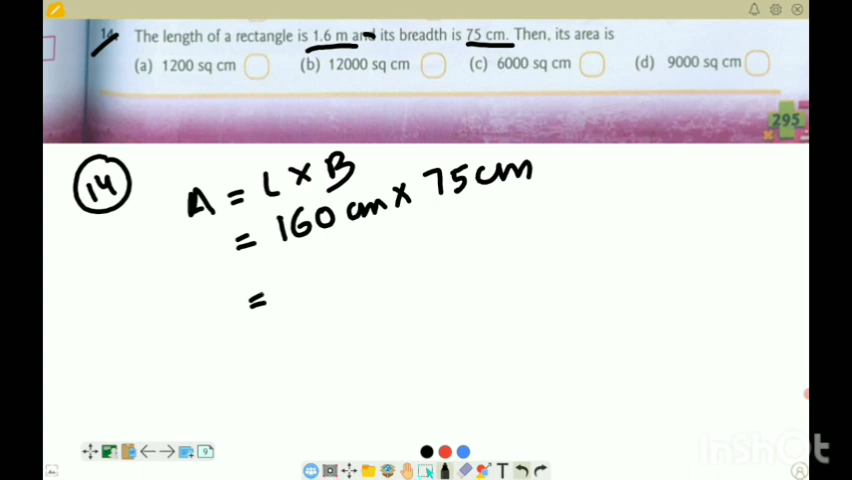 14. The length of a rectangle is 1.6 m and its breadth is 75 cm. Then, its area is
(a) 1200 sq cm (b) 12000 sq cm (c) 6000 sq cm (d) 9000 sq cm
295
14 A = L × B
= 160 cm × 75 cm
=
9
T
InShOt